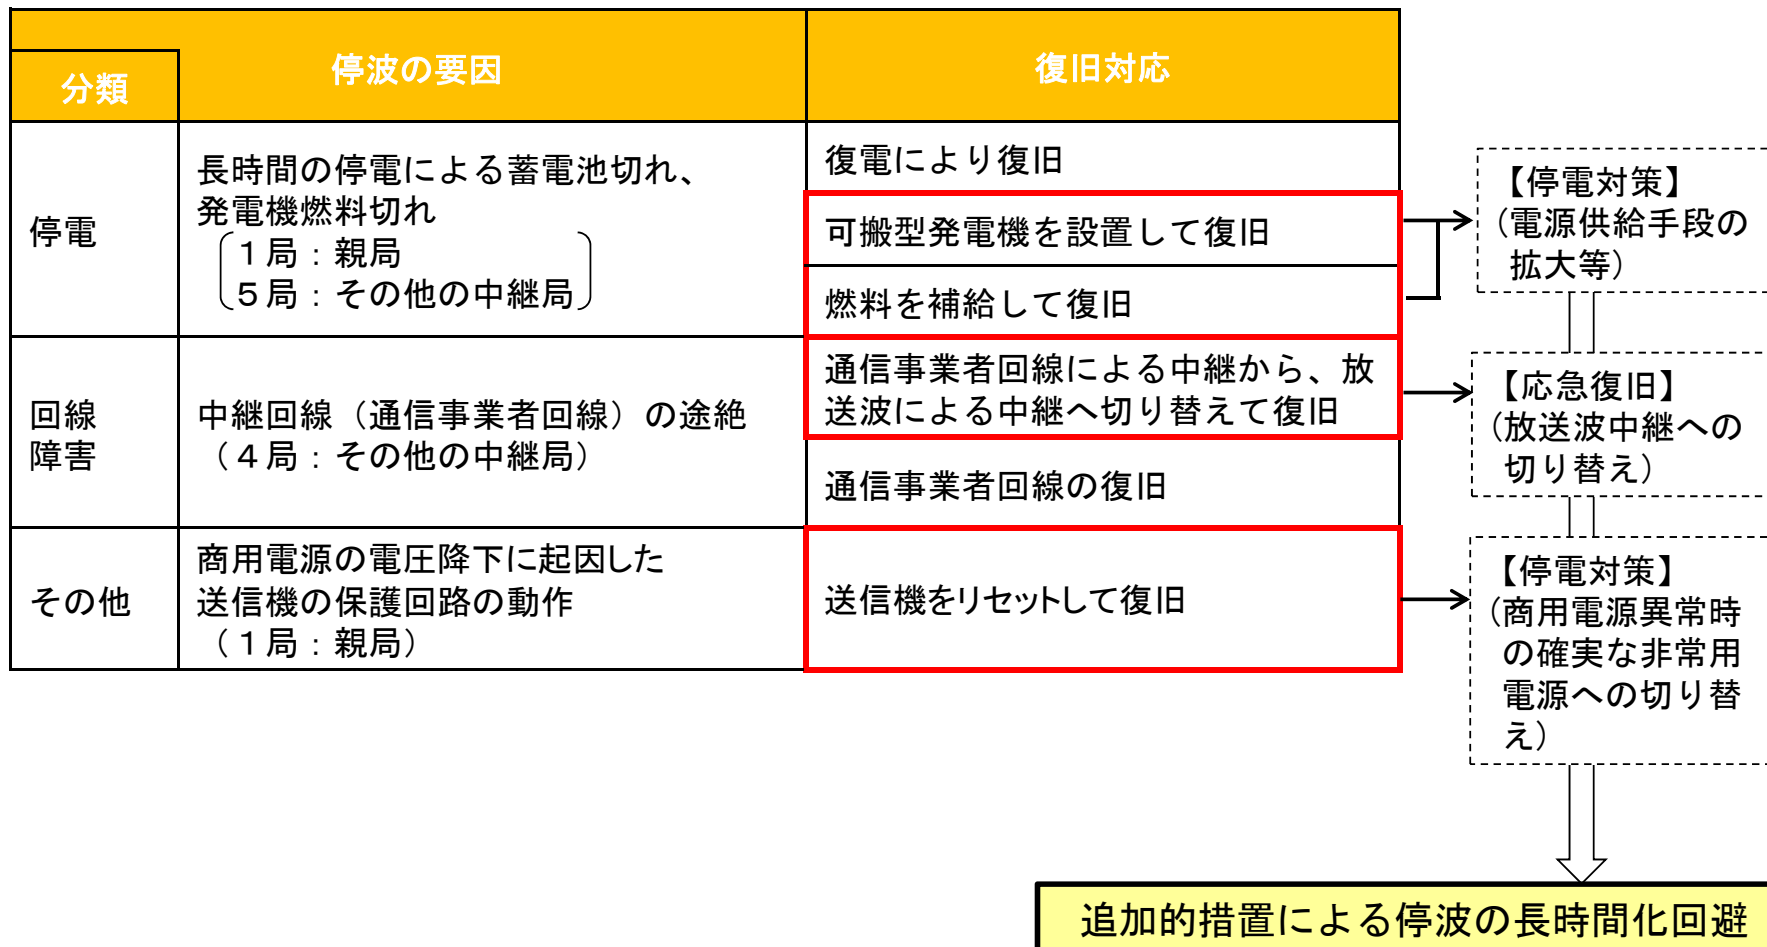 分類
停波の要因
復旧対応
停電
長時間の停電による蓄電池切れ、
発電機燃料切れ
１局：親局
５局：その他の中継局
復電により復旧
可搬型発電機を設置して復旧
燃料を補給して復旧
回線
障害
中継回線（通信事業者回線）の途絶
（４局：その他の中継局）
通信事業者回線による中継から、放
送波による中継へ切り替えて復旧
通信事業者回線の復旧
その他
商用電源の電圧降下に起因した
送信機の保護回路の動作
（１局：親局）
送信機をリセットして復旧
【停電対策】
（電源供給手段の
拡大等）
【応急復旧】
（放送波中継への
切り替え）
【停電対策】
（商用電源異常時
の確実な非常用
電源への切り替
え）
追加的措置による停波の長時間化回避